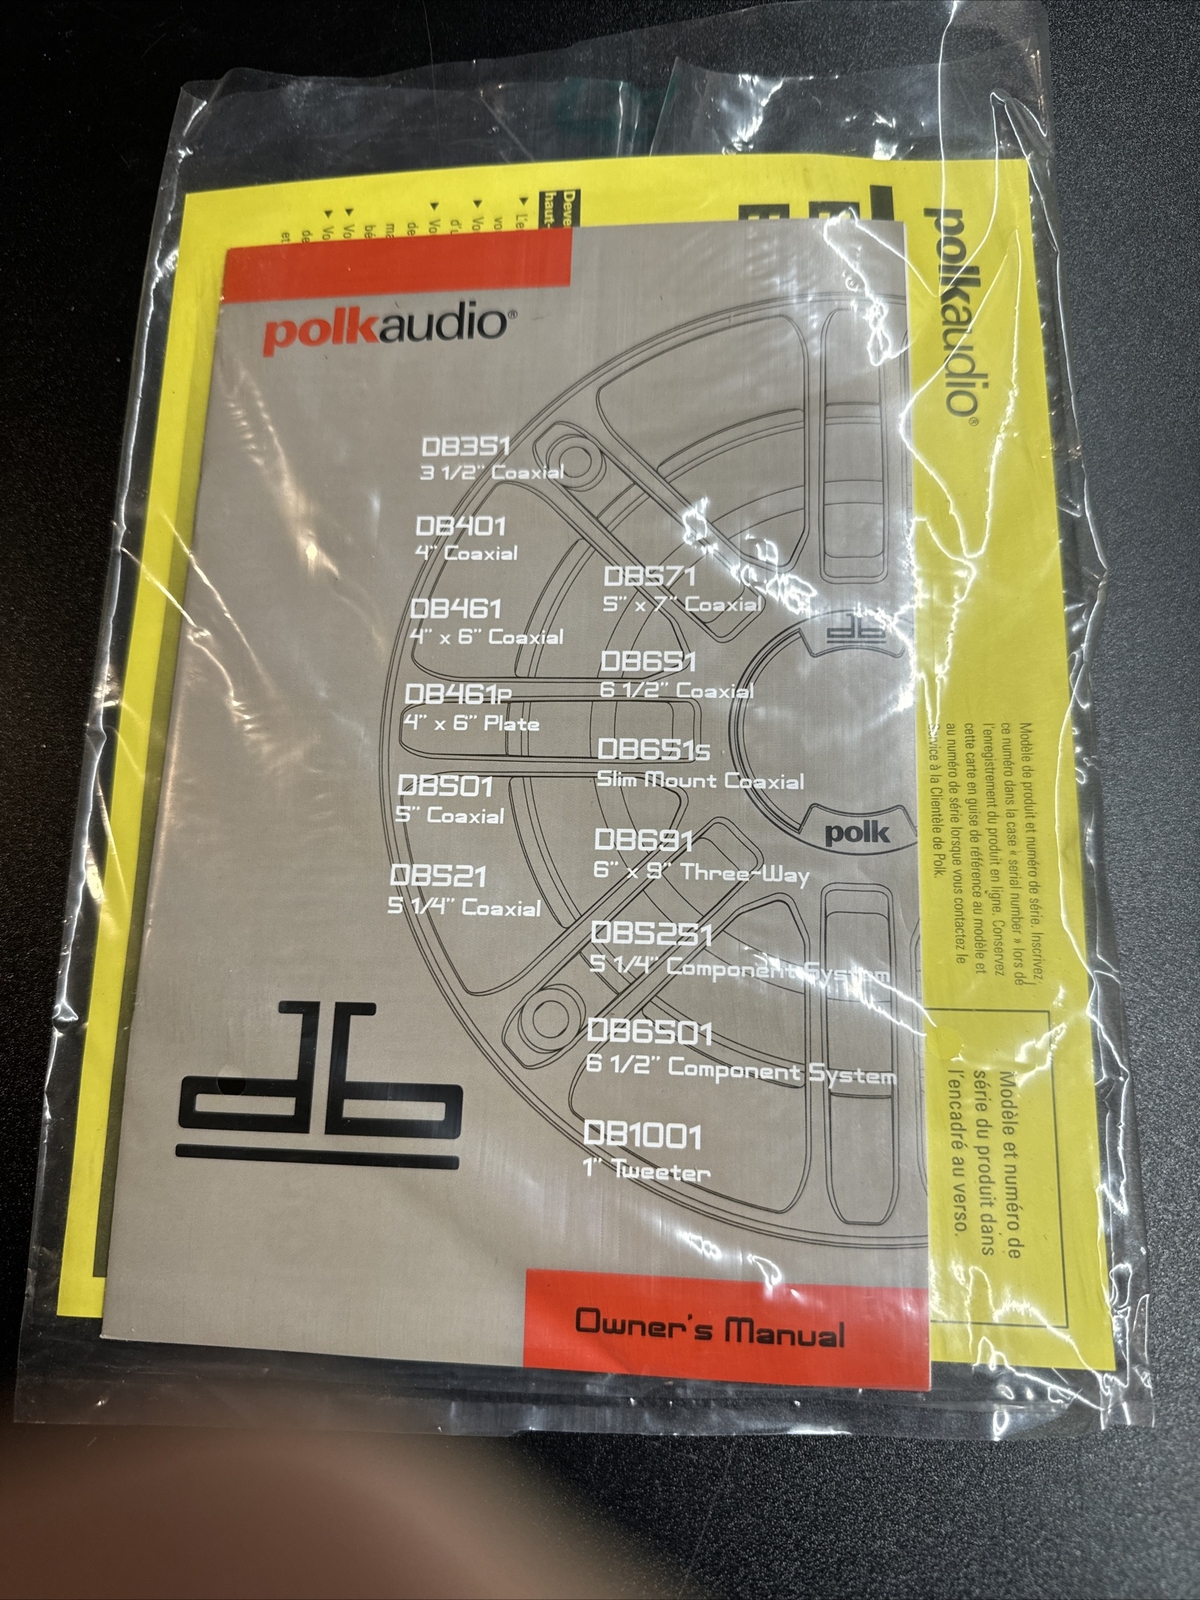 polkaudio®
DB351
3 1/2" Coaxial
DB401
4" Coaxial
DB461
4" x 6" Coaxial
DB461P
4" x 6" Plate
DB501
5" Coaxial
DB521
5 1/4" Coaxial
DB571
5" x 7" Coaxial
DB651
6 1/2" Coaxial
DB651s
Slim Mount Coaxial
DB691
6" x 9" Three-Way
DB5251
5 1/4" Component System
DB6501
6 1/2" Component System
DB1001
1" Tweeter
db
polk
db
Owner's Manual
polkaudio®
Modèle de produit et numéro de série. Inscrivez
ce numéro dans la case « serial number » lors de
l'enregistrement du produit en ligne. Conservez
cette carte en guise de référence au modèle et
au numéro de série lorsque vous contactez le
service à la Clientèle de Polk.
Modèle et numéro de
série du produit dans
l'encadré au verso.